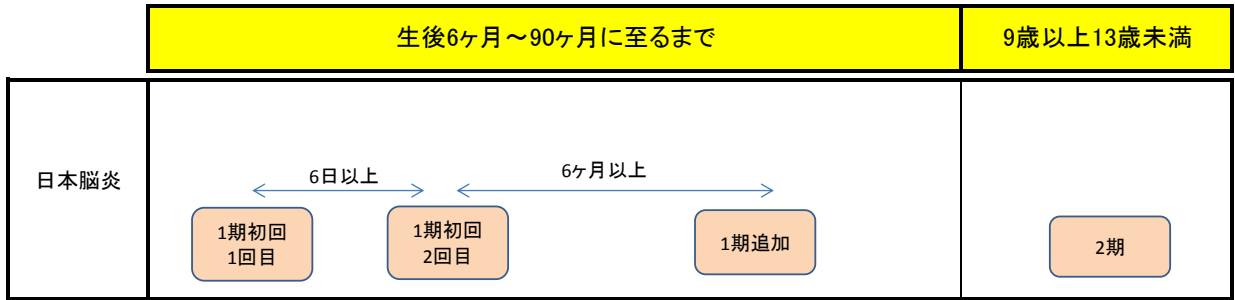 生後6ヶ月～90ヶ月に至るまで
9歳以上13歳未満
日本脳炎
6日以上
6ケ月以上
1期初回
1回目
1期初回
2回目
1期追加
2期